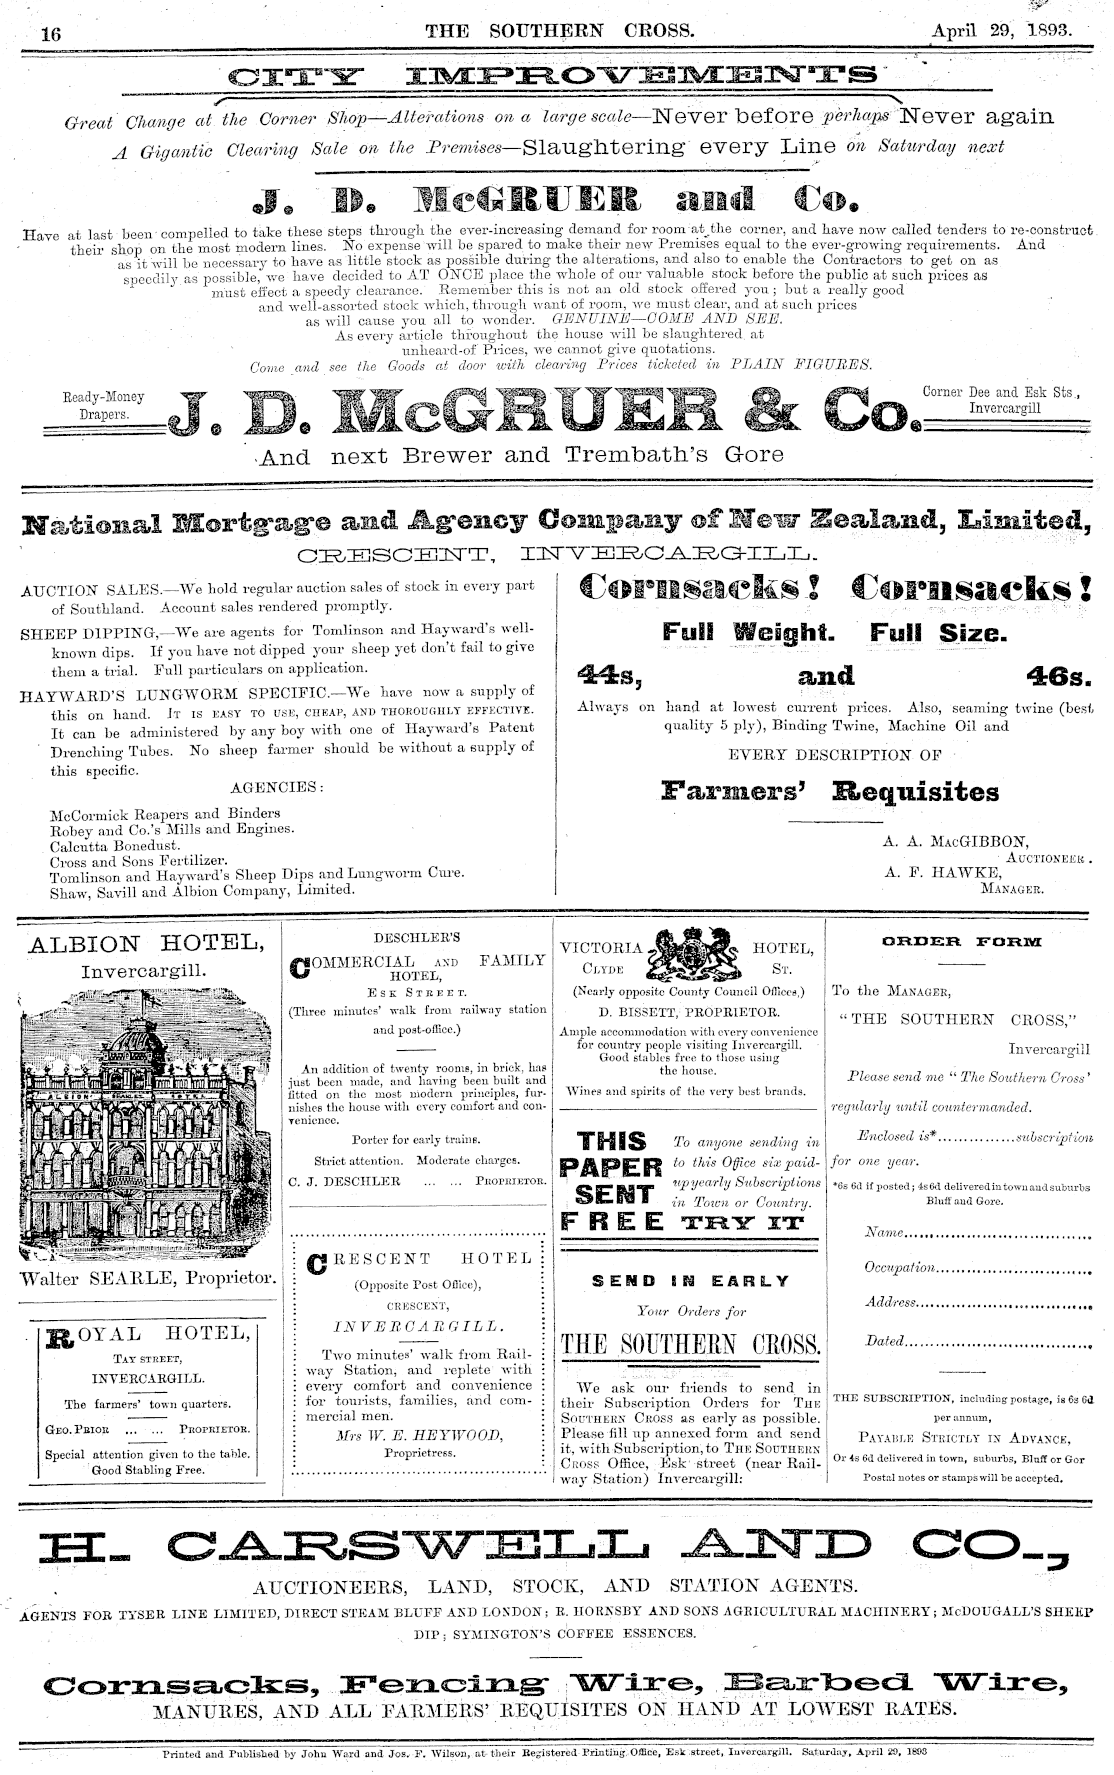 16
THE SOUTHERN CROSS.
April 29, 1893.
CITY IMPROVEMENTS
Great Change at the Corner Shop—Alterations on a large scale—Never before perhaps Never again
A Gigantic Clearing Sale on the Premises—Slaughtering every Line on Saturday next
J. D. McGRUER and Co.
Have at last been compelled to take these steps through the ever-increasing demand for room at the corner, and have now called tenders to re-construct
their shop on the most modern lines. No expense will be spared to make their new Premises equal to the ever-growing requirements. And
as it will be necessary to have as little stock as possible during the alterations, and also to enable the Contractors to get on as
speedily as possible, we have decided to AT ONCE place the whole of our valuable stock before the public at such prices as
must effect a speedy clearance. Remember this is not an old stock offered you; but a really good
and well-assorted stock which, through want of room, we must clear, and at such prices
as will cause you all to wonder. GENUINE—COME AND SEE.
As every article throughout the house will be slaughtered at
unheard-of Prices, we cannot give quotations.
Come and see the Goods at door with clearing Prices ticketed in PLAIN FIGURES.
Ready-Money
Drapers.
J. D. McGRUER & Co.
Corner Dee and Esk Sts.,
Invercargill
And next Brewer and Trembath's Gore
National Mortgage and Agency Company of New Zealand, Limited,
CRESCENT, INVERCARGILL.
AUCTION SALES.—We hold regular auction sales of stock in every part
of Southland. Account sales rendered promptly.
SHEEP DIPPING,—We are agents for Tomlinson and Hayward's well-
known dips. If you have not dipped your sheep yet don't fail to give
them a trial. Full particulars on application.
HAYWARD'S LUNGWORM SPECIFIC.—We have now a supply of
this on hand. IT IS EASY TO USE, CHEAP, AND THOROUGHLY EFFECTIVE.
It can be administered by any boy with one of Hayward's Patent
Drenching Tubes. No sheep farmer should be without a supply of
this specific.
AGENCIES:
McCormick Reapers and Binders
Robey and Co.'s Mills and Engines.
Calcutta Bonedust.
Cross and Sons Fertilizer.
Tomlinson and Hayward's Sheep Dips and Lungworm Cure.
Shaw, Savill and Albion Company, Limited.
Cornsacks! Cornsacks!
Full Weight. Full Size.
44s, and 46s.
Always on hand at lowest current prices. Also, seaming twine (best
quality 5 ply), Binding Twine, Machine Oil and
EVERY DESCRIPTION OF
Farmers' Requisites
A. A. MACGIBBON,
AUCTIONEER.
A. F. HAWKE,
MANAGER.
ALBION HOTEL,
Invercargill.
ALBION SEARLE'S HOTEL
Walter SEARLE, Proprietor.
ROYAL HOTEL,
TAY STREET,
INVERCARGILL.
The farmers' town quarters.
GEO. PRIOR ... ... PROPRIETOR.
Special attention given to the table.
Good Stabling Free.
DESCHLER'S
COMMERCIAL AND FAMILY
HOTEL,
ESK STREET.
(Three minutes' walk from railway station
and post-office.)
An addition of twenty rooms, in brick, has
just been made, and having been built and
fitted on the most modern principles, fur-
nishes the house with every comfort and con-
venience.
Porter for early trains.
Strict attention. Moderate charges.
C. J. DESCHLER ... ... PROPRIETOR.
CRESCENT HOTEL
(Opposite Post Office),
CRESCENT,
INVERCARGILL.
Two minutes' walk from Rail-
way Station, and replete with
every comfort and convenience
for tourists, families, and com-
mercial men.
Mrs W. E. HEYWOOD,
Proprietress.
VICTORIA HOTEL,
CLYDE ST.
(Nearly opposite County Council Offices,)
D. BISSETT, PROPRIETOR.
Ample accommodation with every convenience
for country people visiting Invercargill.
Good stables free to those using
the house.
Wines and spirits of the very best brands.
THIS
PAPER
SENT
FREE TRY IT
To anyone sending in
to this Office six paid-
up yearly Subscriptions
in Town or Country.
SEND IN EARLY
Your Orders for
THE SOUTHERN CROSS.
We ask our friends to send in
their Subscription Orders for THE
SOUTHERN CROSS as early as possible.
Please fill up annexed form and send
it, with Subscription, to THE SOUTHERN
CROSS Office, Esk street (near Rail-
way Station) Invercargill:
ORDER FORM
To the MANAGER,
"THE SOUTHERN CROSS,"
Invercargill
Please send me "The Southern Cross'
regularly until countermanded.
Enclosed is*...............subscription
for one year.
*6s 6d if posted; 4s 6d delivered in town and suburbs
Bluff and Gore.
Name.....................................
Occupation...............................
Address..................................
Dated....................................
THE SUBSCRIPTION, including postage, is 6s 6d
per annum,
PAYABLE STRICTLY IN ADVANCE,
Or 4s 6d delivered in town, suburbs, Bluff or Gor
Postal notes or stamps will be accepted.
H. CARSWELL AND CO.,
AUCTIONEERS, LAND, STOCK, AND STATION AGENTS.
AGENTS FOR TYSER LINE LIMITED, DIRECT STEAM BLUFF AND LONDON; R. HORNSBY AND SONS AGRICULTURAL MACHINERY; McDOUGALL'S SHEEP
DIP; SYMINGTON'S COFFEE ESSENCES.
Cornsacks, Fencing Wire, Barbed Wire,
MANURES, AND ALL FARMERS' REQUISITES ON HAND AT LOWEST RATES.
Printed and Published by John Ward and Jos. F. Wilson, at their Registered Printing Office, Esk street, Invercargill. Saturday, April 29, 1893